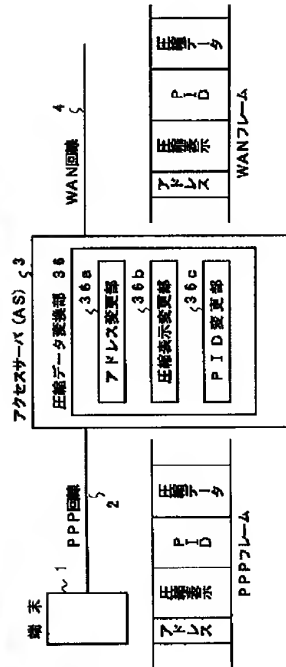 アクセスサーバ(AS) 3
圧縮データ変換部 36
36a
アドレス変更部
36b
圧縮表示変更部
36c
PID変更部
端末
1
PPP回線
2
WAN回線
4
アドレス
圧縮表示
PID
圧縮データ
PPPフレーム
アドレス
圧縮表示
PID
圧縮データ
WANフレーム